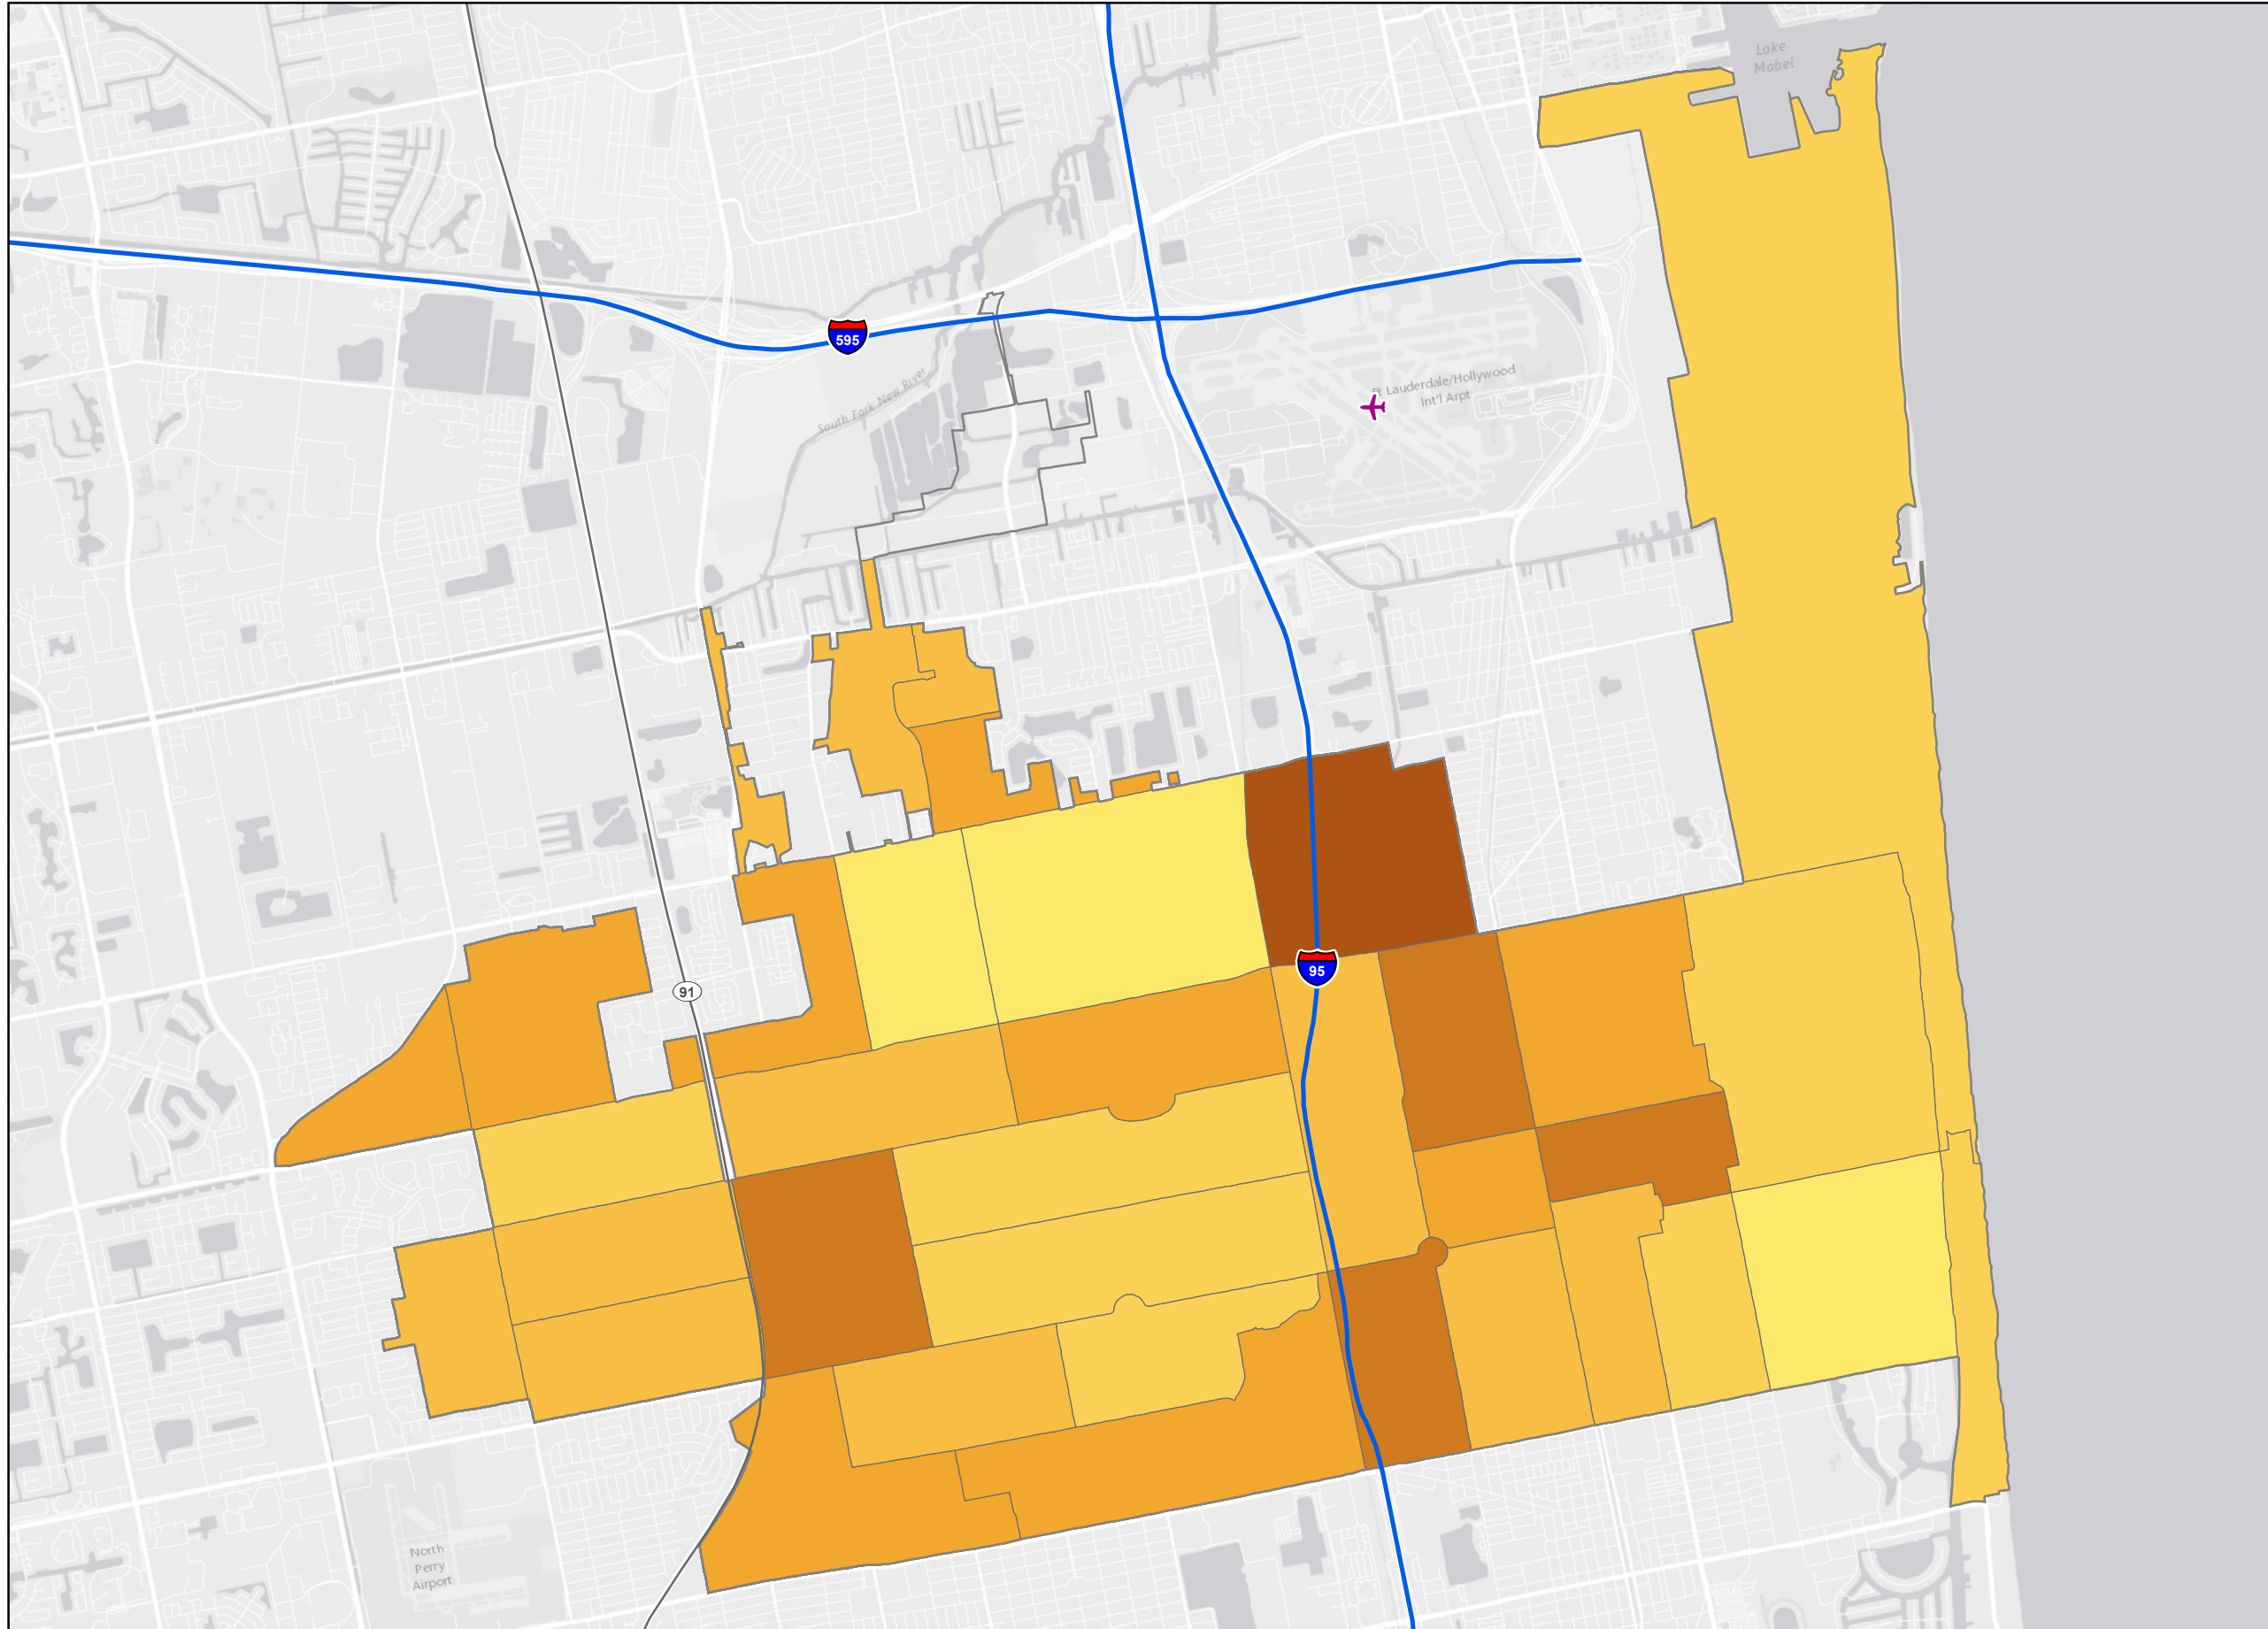 Lake
Mabel
595
Ft Lauderdale/Hollywood
Int'l Arpt
South Fork New River
95
91
North
Perry
Airport